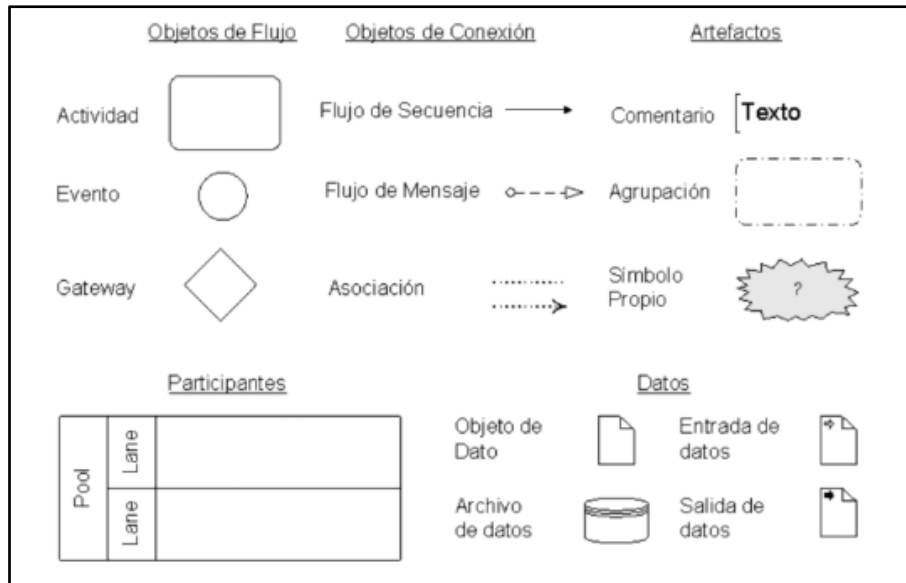 Objetos de Flujo
Objetos de Conexión
Artefactos
Actividad
Flujo de Secuencia
Comentario
Texto
Evento
Flujo de Mensaje
Agrupación
Gateway
Asociación
Símbolo
Propio
?
Participantes
Datos
Pool
Lane
Lane
Objeto de
Dato
Entrada de
datos
Archivo
de datos
Salida de
datos